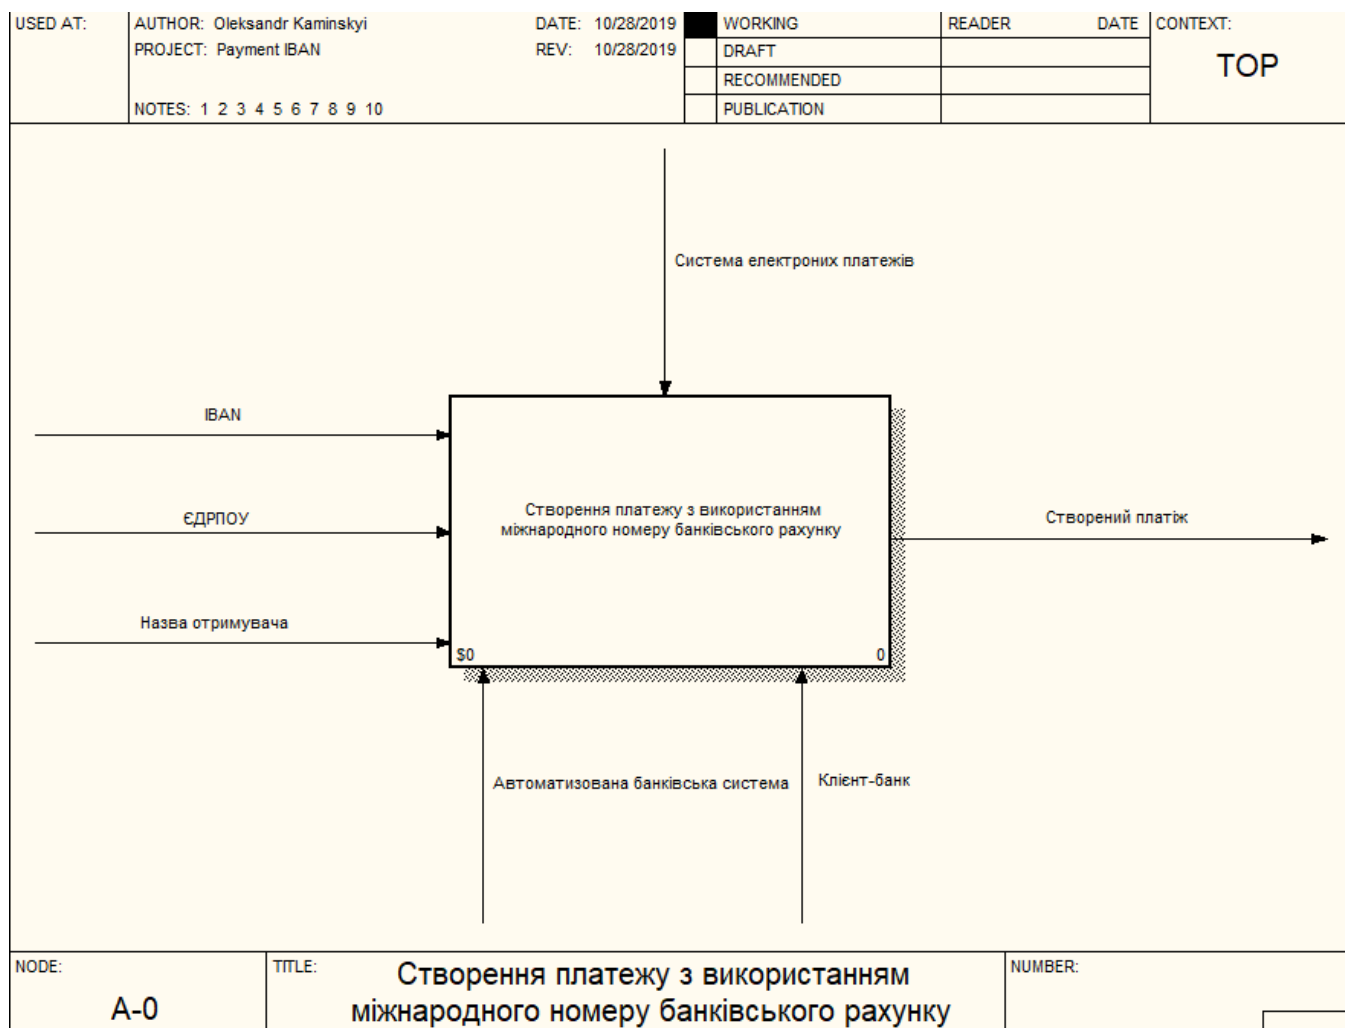 USED AT:
AUTHOR: Oleksandr Kaminskyi
DATE: 10/28/2019
PROJECT: Payment IBAN
REV: 10/28/2019
NOTES: 1 2 3 4 5 6 7 8 9 10
WORKING
DRAFT
RECOMMENDED
PUBLICATION
READER DATE
CONTEXT:
TOP
Система електроних платежів
IBAN
ЄДРПОУ
Назва отримувача
Створення платежу з використанням
міжнародного номеру банківського рахунку
$0
0
Створений платіж
Автоматизована банківська система
Клієнт-банк
NODE:
A-0
TITLE:
Створення платежу з використанням
міжнародного номеру банківського рахунку
NUMBER: